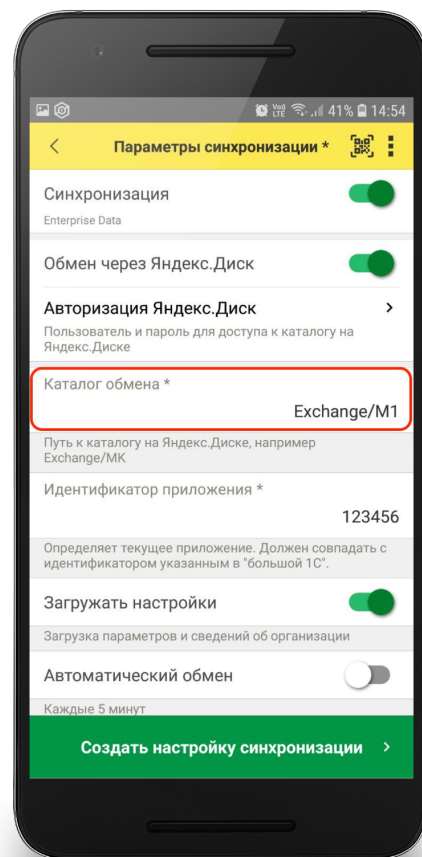 Voj) LTE 41% 14:54
Параметры синхронизации *
Синхронизация
Enterprise Data
Обмен через Яндекс.Диск
Авторизация Яндекс.Диск
Пользователь и пароль для доступа к каталогу на
Яндекс.Диске
Каталог обмена *
Exchange/M1
Путь к каталогу на Яндекс.Диске, например
Exchange/MK
Идентификатор приложения *
123456
Определяет текущее приложение. Должен совпадать с
идентификатором указанным в "большой 1С".
Загружать настройки
Загрузка параметров и сведений об организации
Автоматический обмен
Каждые 5 минут
Создать настройку синхронизации